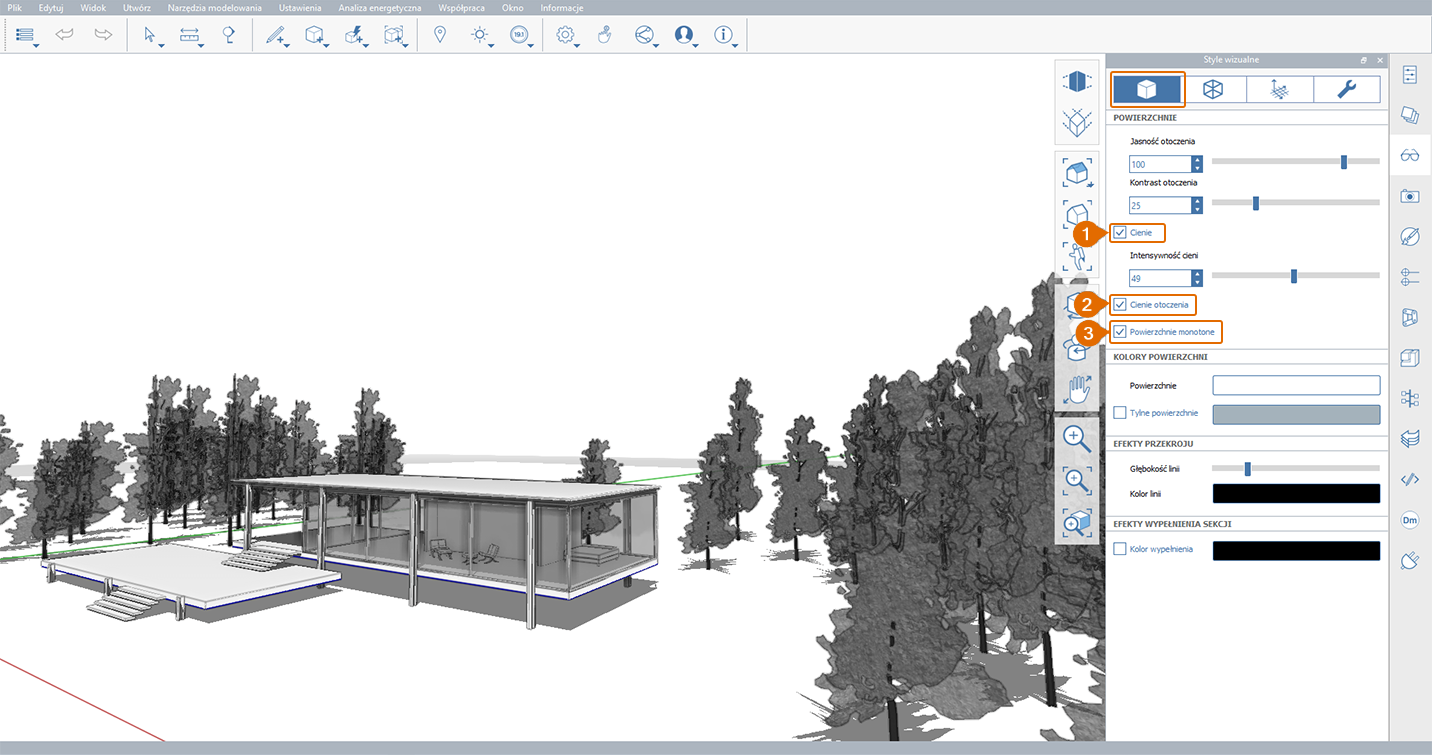 Plik Edytuj Widok Utwórz Narzędzia modelowania Ustawienia Analiza energetyczna Współpraca Okno Informacje
191
Style wizualne
POWIERZCHNIE
Jasność otoczenia
100
Kontrast otoczenia
25
1 Cienie
Intensywność cieni
49
2 Cienie otoczenia
3 Powierzchnie monotone
KOLORY POWIERZCHNI
Powierzchnie
Tylne powierzchnie
EFEKTY PRZEKROJU
Głębokość linii
Kolor linii
EFEKTY WYPEŁNIENIA SEKCJI
Dm
Kolor wypełnienia